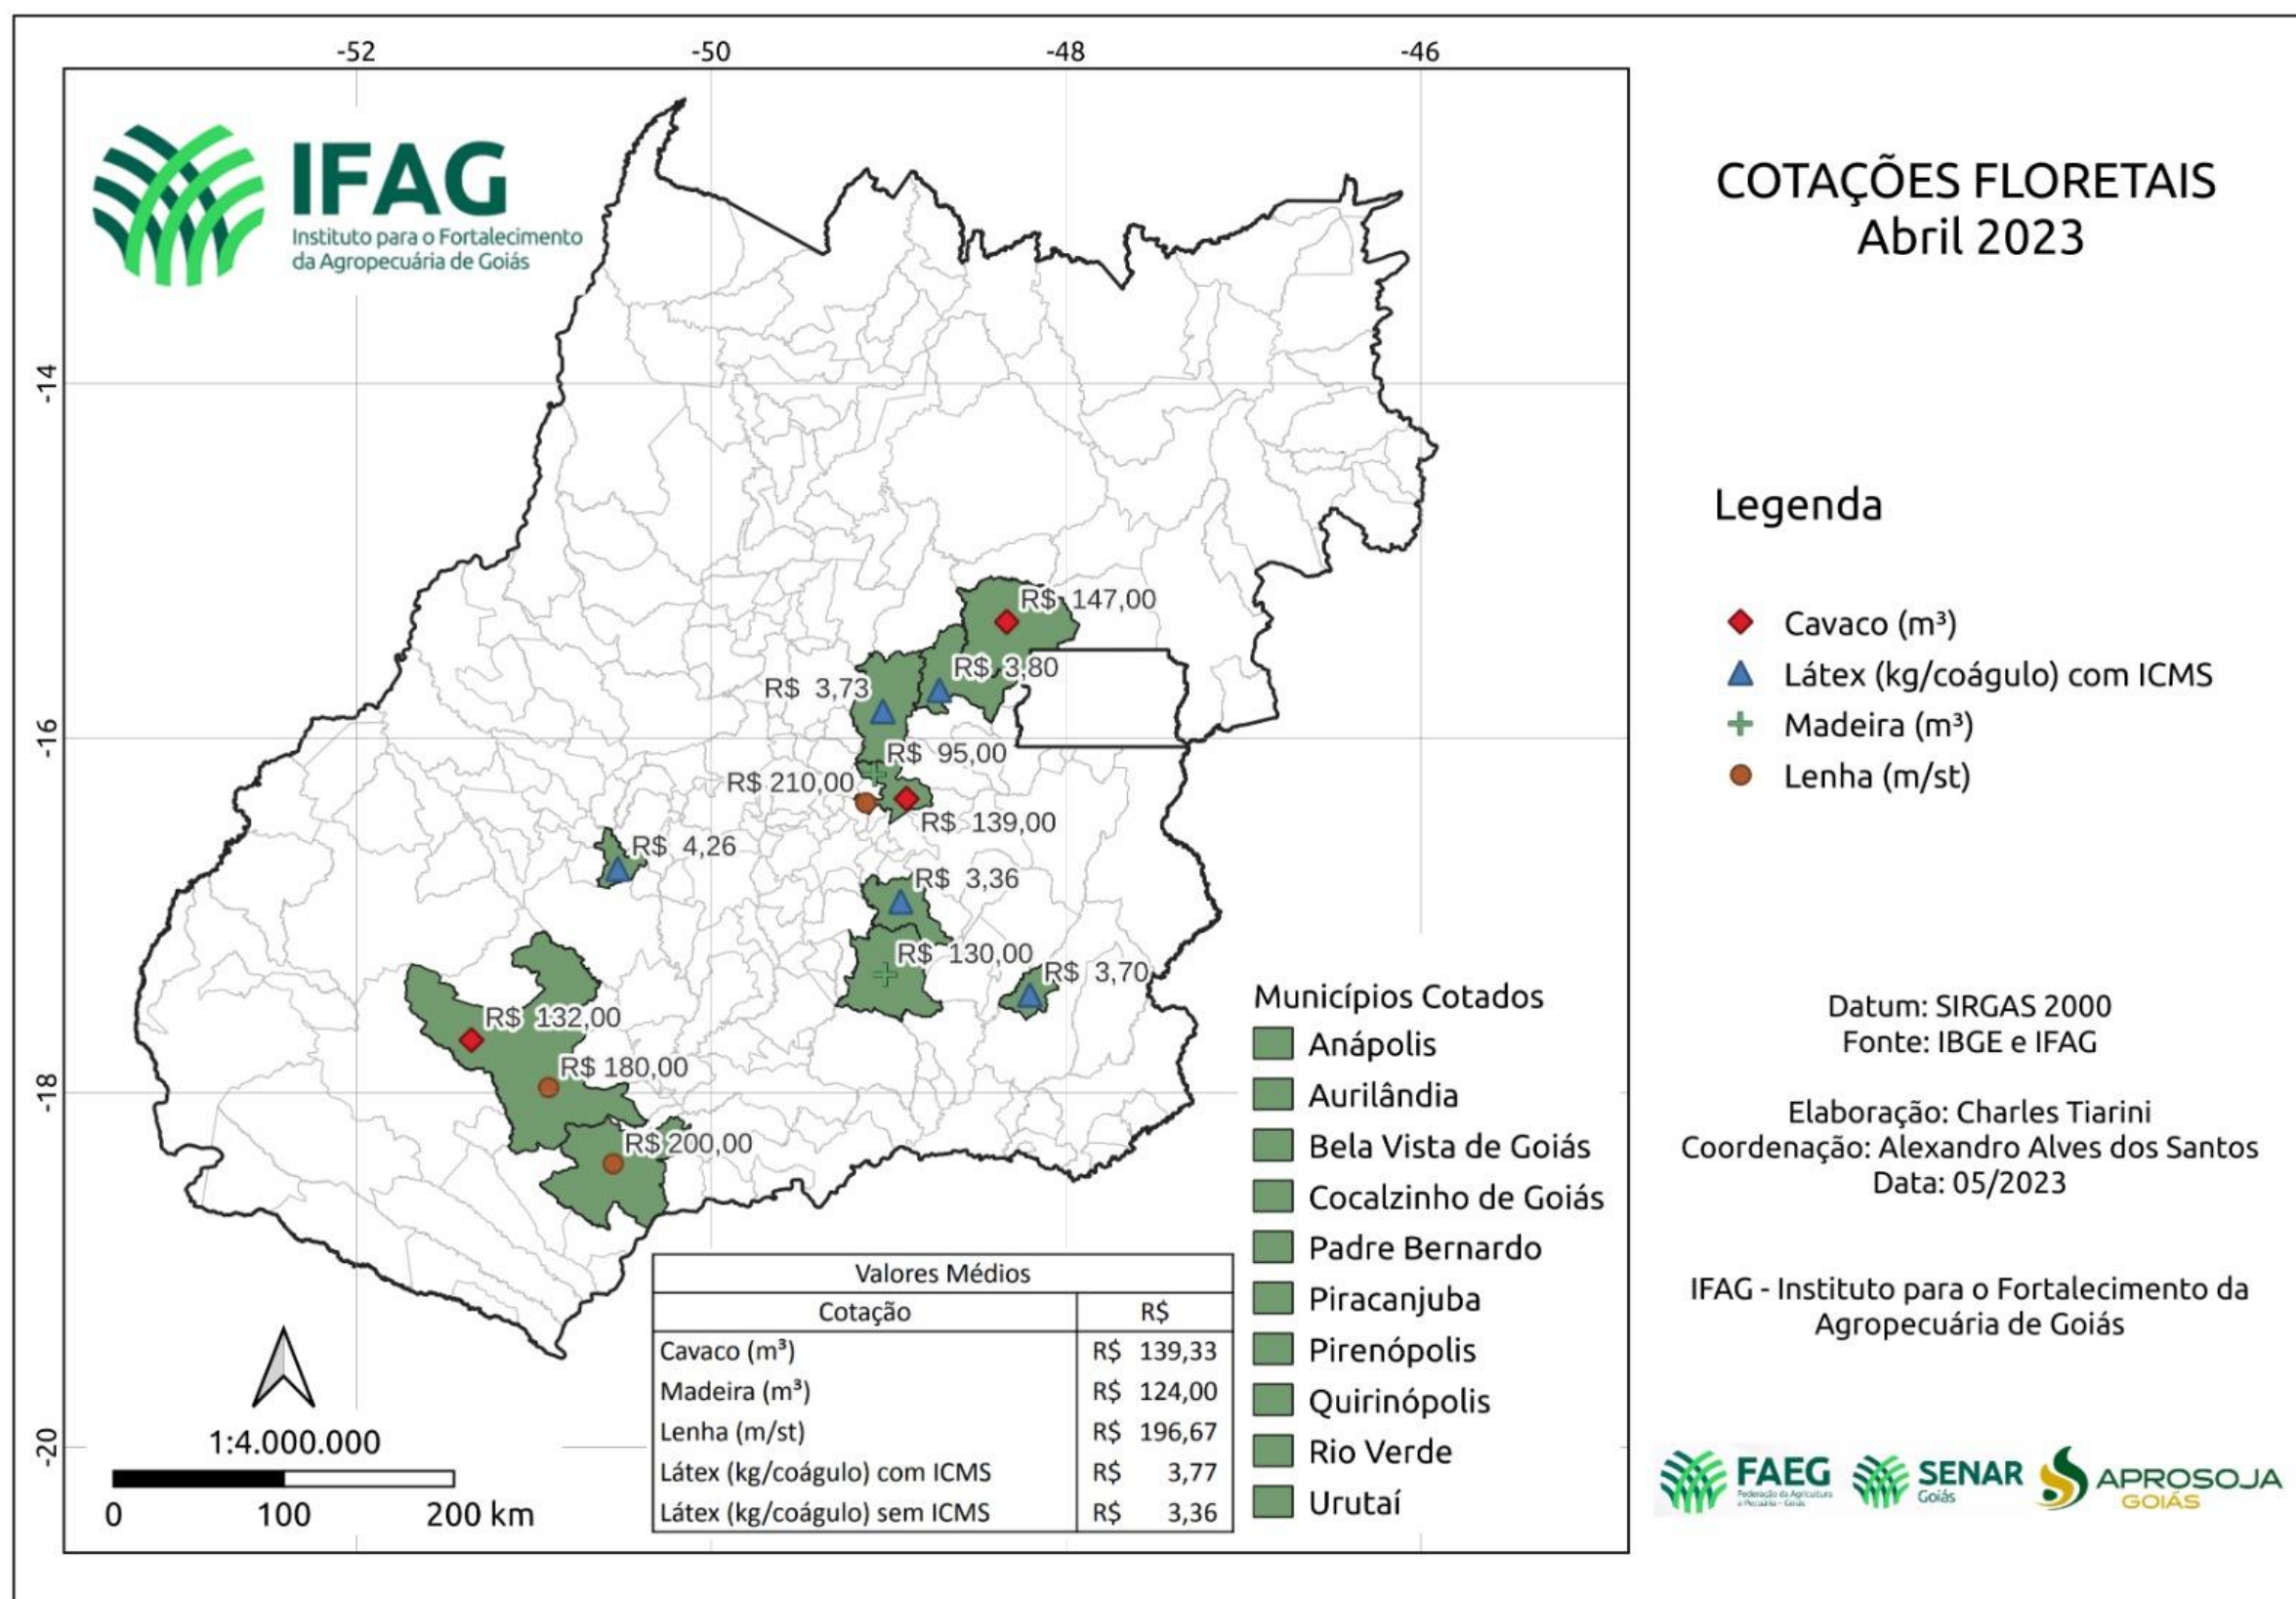 -52 -50 -48 -46
-14
-16
-18
-20
IFAG
Instituto para o Fortalecimento
da Agropecuária de Goiás
R$ 147,00
R$ 3,80
R$ 3,73
R$ 95,00
R$ 210,00
R$ 139,00
R$ 4,26
R$ 3,36
R$ 130,00
R$ 3,70
R$ 132,00
R$ 180,00
R$ 200,00
1:4.000.000
0 100 200 km
Valores Médios
Cotação R$
Cavaco (m³) R$ 139,33
Madeira (m³) R$ 124,00
Lenha (m/st) R$ 196,67
Látex (kg/coágulo) com ICMS R$ 3,77
Látex (kg/coágulo) sem ICMS R$ 3,36
Municípios Cotados
Anápolis
Aurilândia
Bela Vista de Goiás
Cocalzinho de Goiás
Padre Bernardo
Piracanjuba
Pirenópolis
Quirinópolis
Rio Verde
Urutaí
COTAÇÕES FLORETAIS
Abril 2023
Legenda
Cavaco (m³)
Látex (kg/coágulo) com ICMS
Madeira (m³)
Lenha (m/st)
Datum: SIRGAS 2000
Fonte: IBGE e IFAG
Elaboração: Charles Tiarini
Coordenação: Alexandro Alves dos Santos
Data: 05/2023
IFAG - Instituto para o Fortalecimento da
Agropecuária de Goiás
FAEG
Federação da Agricultura
e Pecuária - Goiás
SENAR
Goiás
APROSOJA
GOIÁS